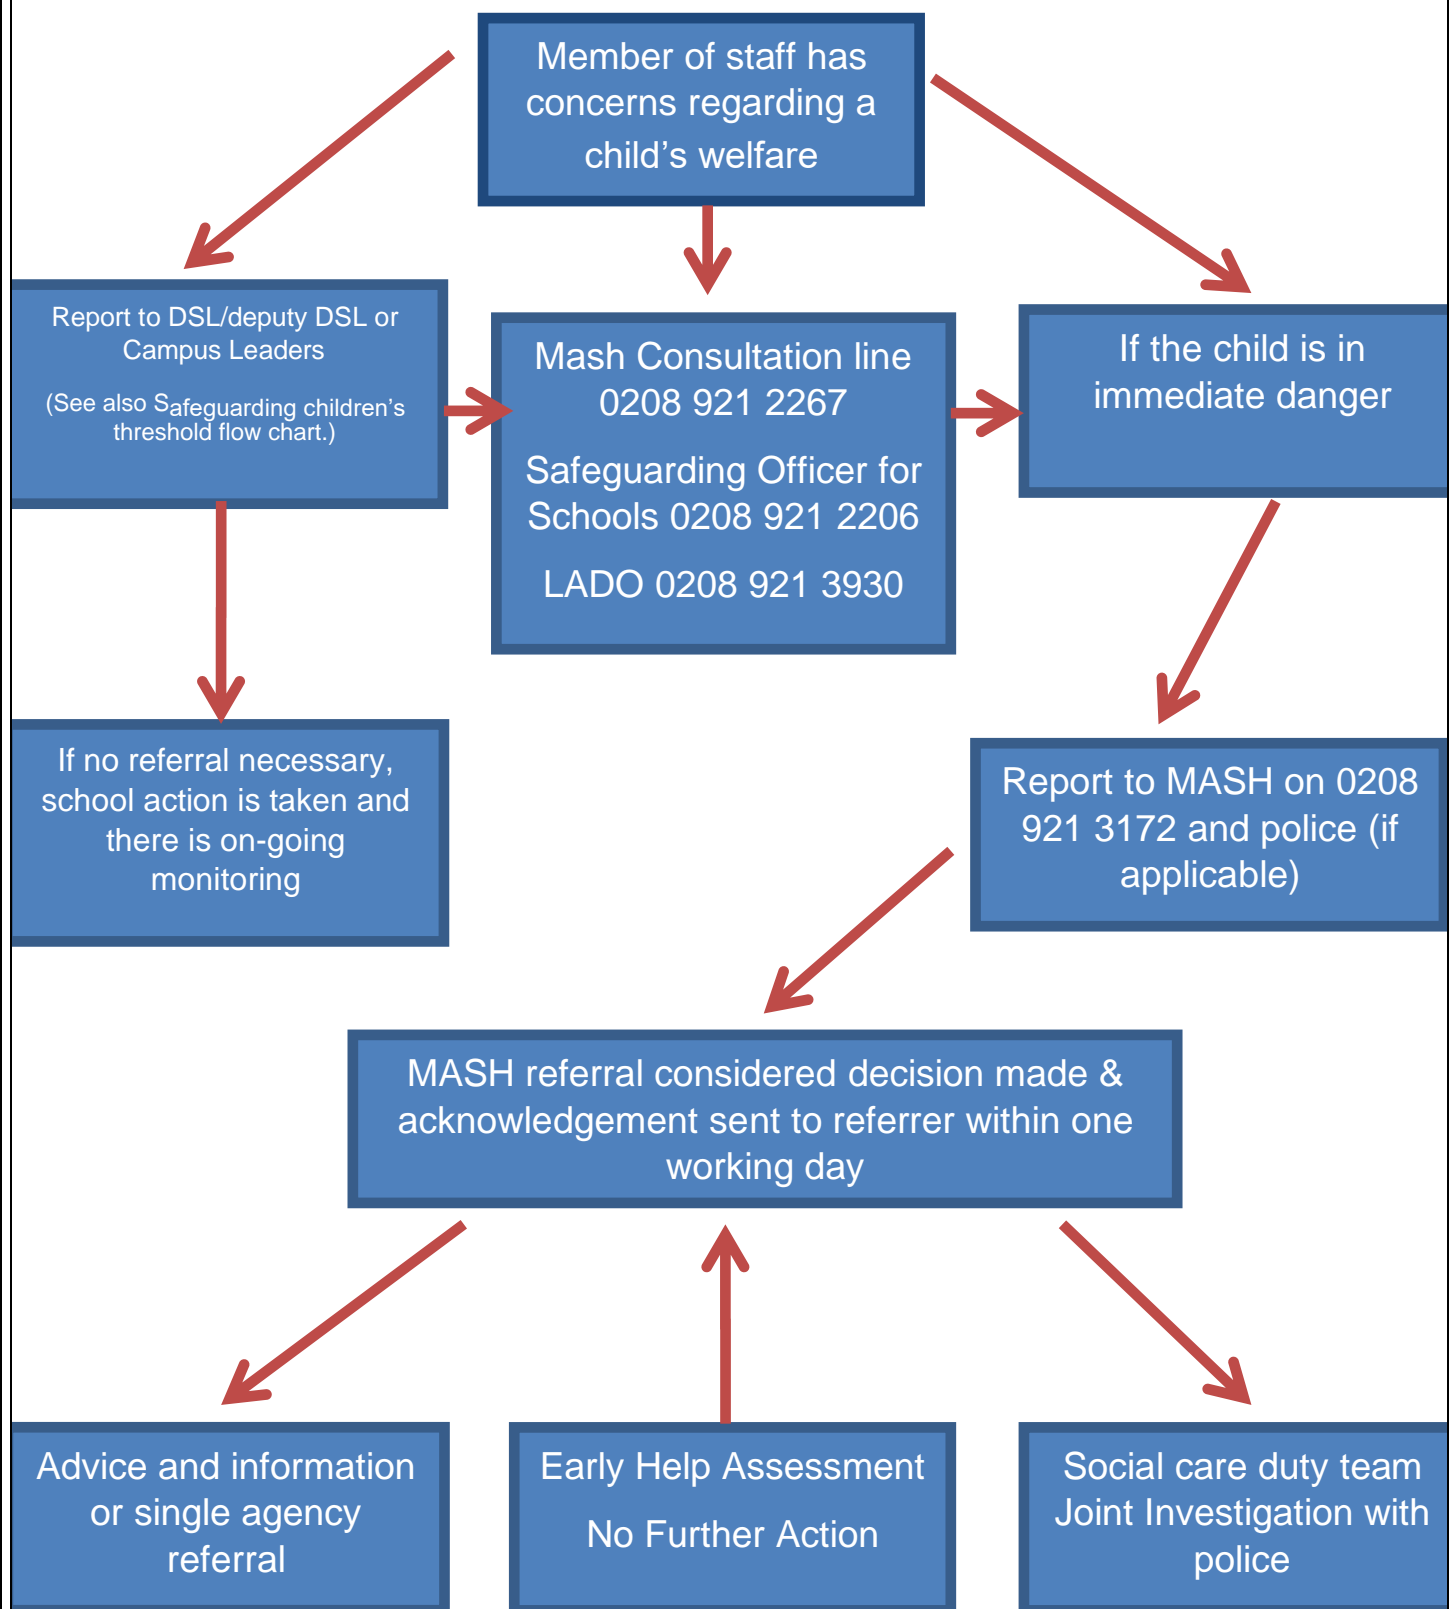 Member of staff has
concerns regarding a
child’s welfare
Report to DSL/deputy DSL or
Campus Leaders
(See also Safeguarding children’s
threshold flow chart.)
Mash Consultation line
0208 921 2267
Safeguarding Officer for
Schools 0208 921 2206
LADO 0208 921 3930
If the child is in
immediate danger
If no referral necessary,
school action is taken and
there is on-going
monitoring
Report to MASH on 0208
921 3172 and police (if
applicable)
MASH referral considered decision made &
acknowledgement sent to referrer within one
working day
Advice and information
or single agency
referral
Early Help Assessment
No Further Action
Social care duty team
Joint Investigation with
police